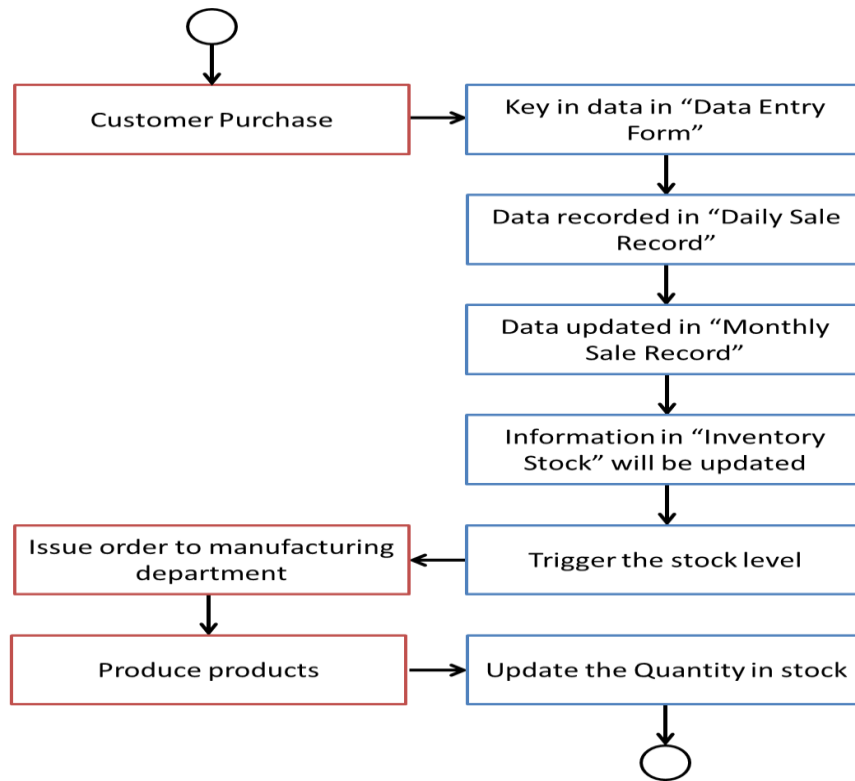 Customer Purchase
Key in data in “Data Entry
Form”
Data recorded in “Daily Sale
Record”
Data updated in “Monthly
Sale Record”
Information in “Inventory
Stock” will be updated
Trigger the stock level
Issue order to manufacturing
department
Produce products
Update the Quantity in stock